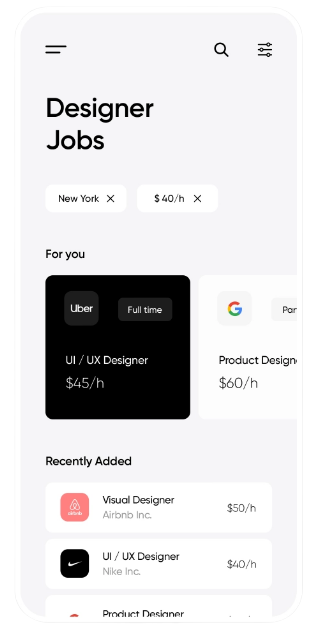 Designer
Jobs
New York
$ 40/h
For you
Uber
Full time
UI / UX Designer
$45/h
G
Par
Product Designe
$60/h
Recently Added
airbnb
Visual Designer
Airbnb Inc.
$50/h
UI / UX Designer
Nike Inc.
$40/h
Product Designer